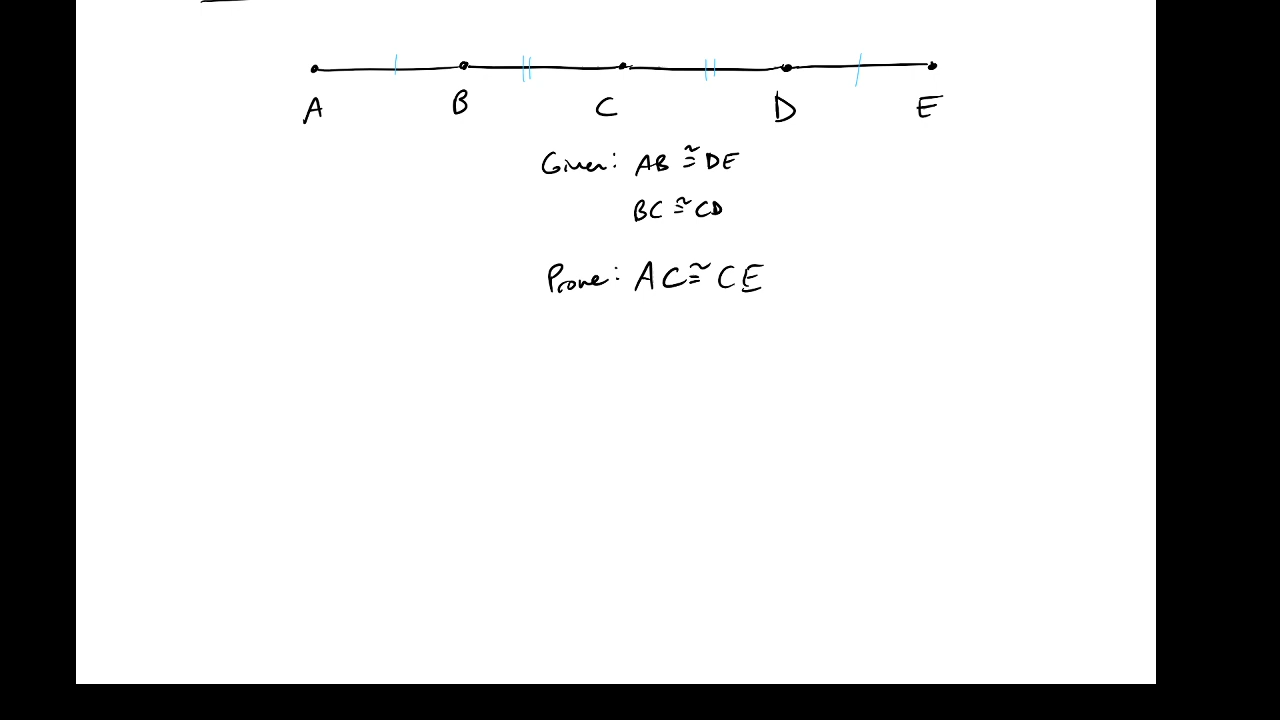 A B C D E
Given: AB ≅ DE
BC ≅ CD
Prove: AC ≅ CE